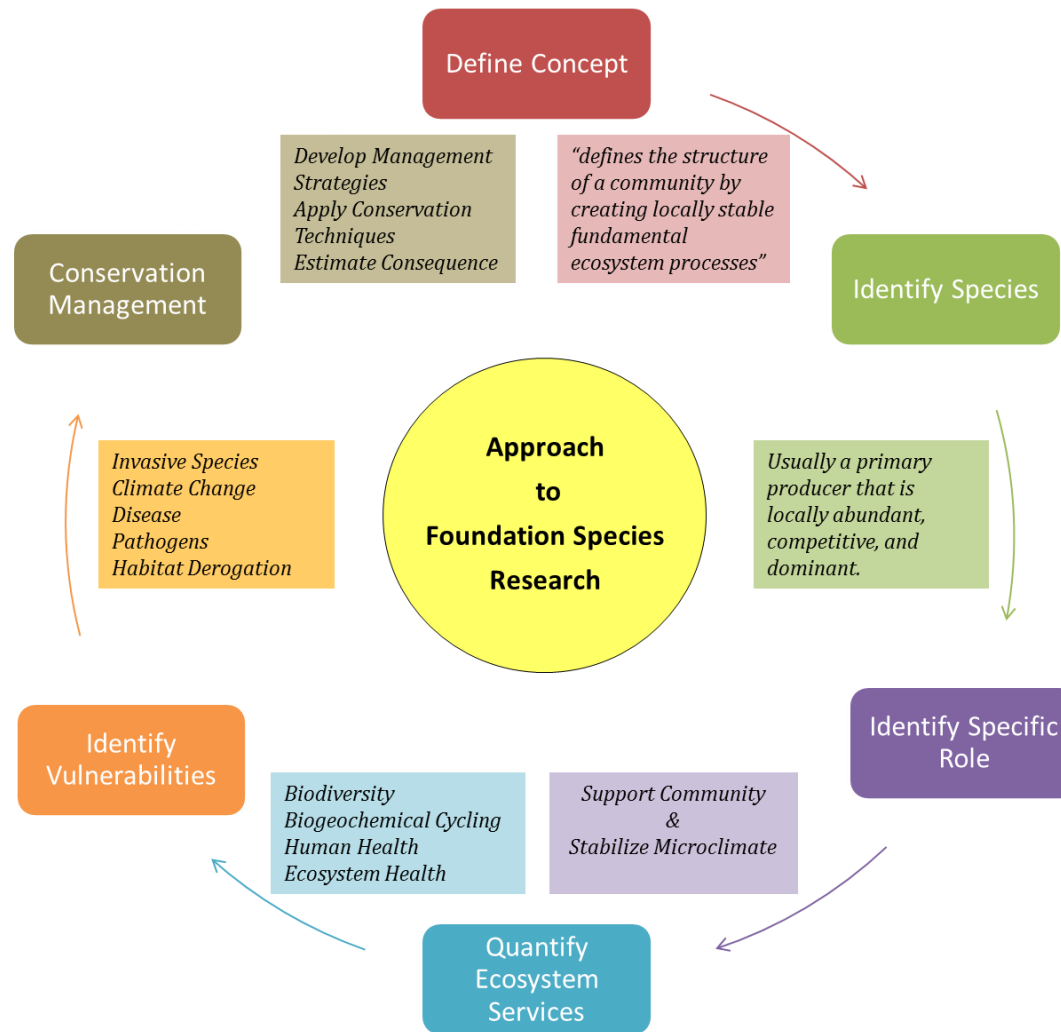 Define Concept
Develop Management
Strategies
Apply Conservation
Techniques
Estimate Consequence
“defines the structure
of a community by
creating locally stable
fundamental
ecosystem processes”
Conservation
Management
Identify Species
Approach
to
Foundation Species
Research
Invasive Species
Climate Change
Disease
Pathogens
Habitat Derogation
Usually a primary
producer that is
locally abundant,
competitive, and
dominant.
Identify
Vulnerabilities
Identify Specific
Role
Biodiversity
Biogeochemical Cycling
Human Health
Ecosystem Health
Support Community
&
Stabilize Microclimate
Quantify
Ecosystem
Services